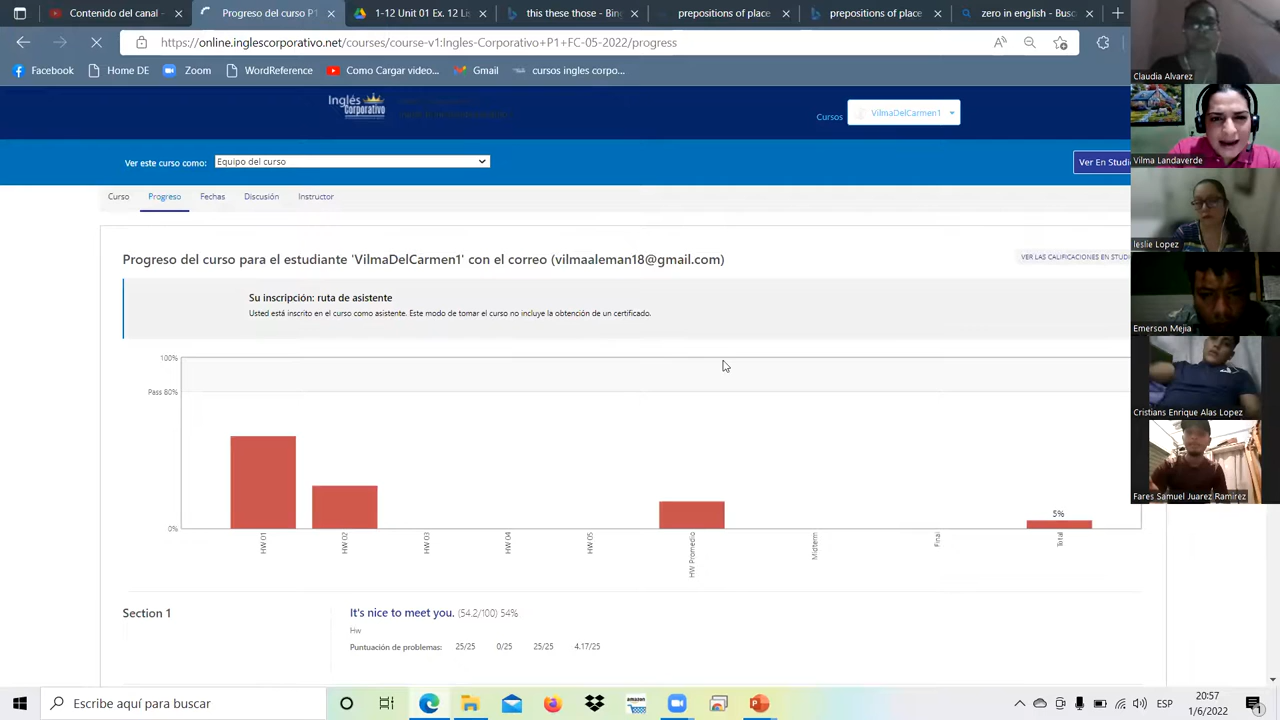 Contenidos del curso
Progreso del curso P1
1-12 Unit 01 Ex. 12 Lis
this these those - Bing
prepositions of place
prepositions of place
zero in english - Busc
https://online.inglescorporativo.net/courses/course-v1:Ingles-Corporativo+P1+FC-05-2022/progress
Facebook
Home DE
Zoom
WordReference
Como Cargar video...
Gmail
cursos ingles corpo...
Inglés Corporativo
Cursos
VilmaDelCarmen1
Ver este curso como:
Equipo del curso
Ver En Studi
Curso
Progreso
Fechas
Discusión
Instructor
Progreso del curso para el estudiante 'VilmaDelCarmen1' con el correo (vilmaaleman18@gmail.com)
VER LAS CALIFICACIONES EN STUDI
Su inscripción: ruta de asistente
Usted está inscrito en el curso como asistente. Este modo de tomar el curso no incluye la obtención de un certificado.
100%
Pass 80%
0%
5%
HW 01
HW 02
HW 03
HW 04
HW 05
HW Promedio
Midterm
Final
Total
Section 1
It's nice to meet you. (54.2/100) 54%
Hw
Puntuación de problemas: 25/25 0/25 25/25 4.17/25
Claudia Alvarez
Vilma Landaverde
leslie Lopez
Emerson Mejia
Cristians Enrique Alas Lopez
Fares Samuel Juarez Ramirez
Escribe aquí para buscar
amazon
ESP
20:57
1/6/2022
1